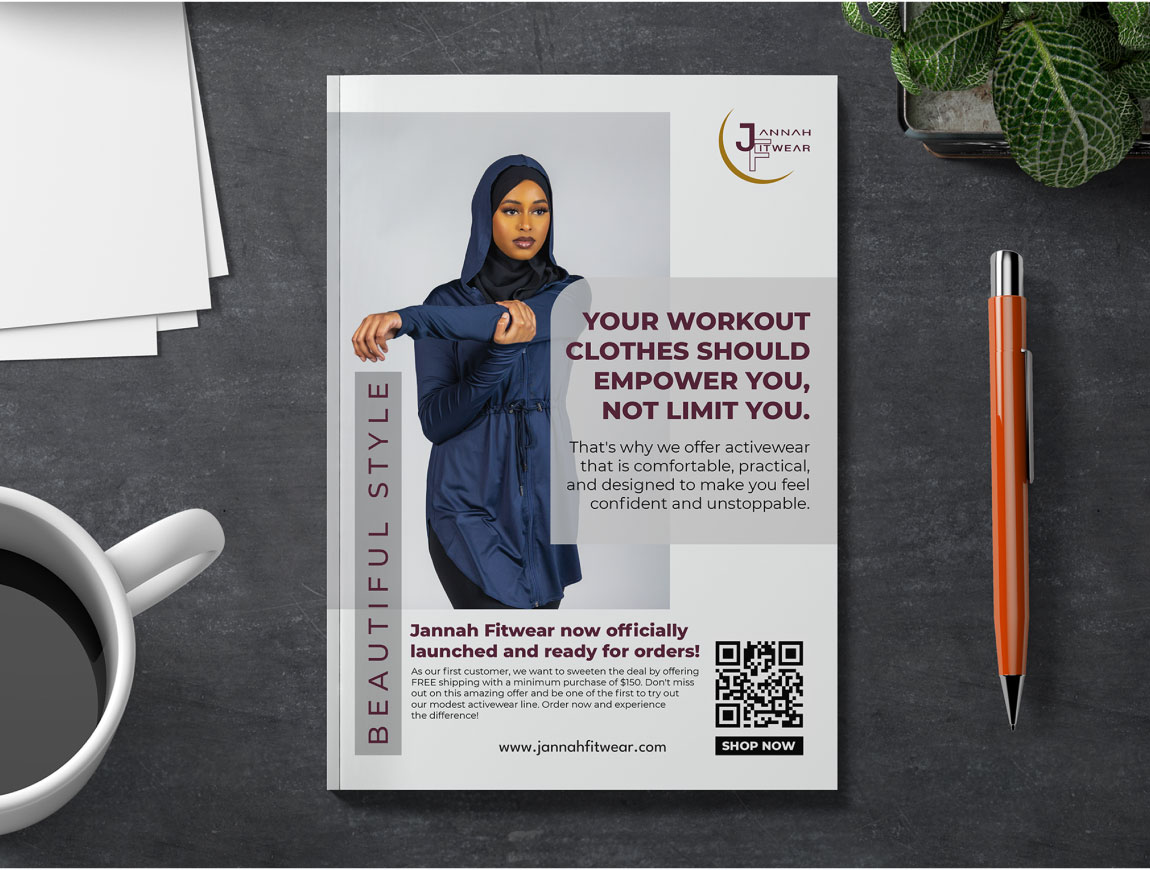 JANNAH
FITWEAR
YOUR WORKOUT
CLOTHES SHOULD
EMPOWER YOU,
NOT LIMIT YOU.
That's why we offer activewear
that is comfortable, practical,
and designed to make you feel
confident and unstoppable.
BEAUTIFUL STYLE
Jannah Fitwear now officially
launched and ready for orders!
As our first customer, we want to sweeten the deal by offering
FREE shipping with a minimum purchase of $150. Don't miss
out on this amazing offer and be one of the first to try out
our modest activewear line. Order now and experience
the difference!
www.jannahfitwear.com
SHOP NOW